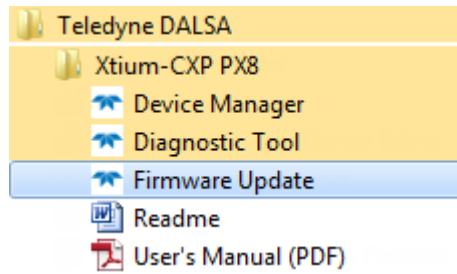 Teledyne DALSA
Xtium-CXP PX8
Device Manager
Diagnostic Tool
Firmware Update
Readme
User's Manual (PDF)